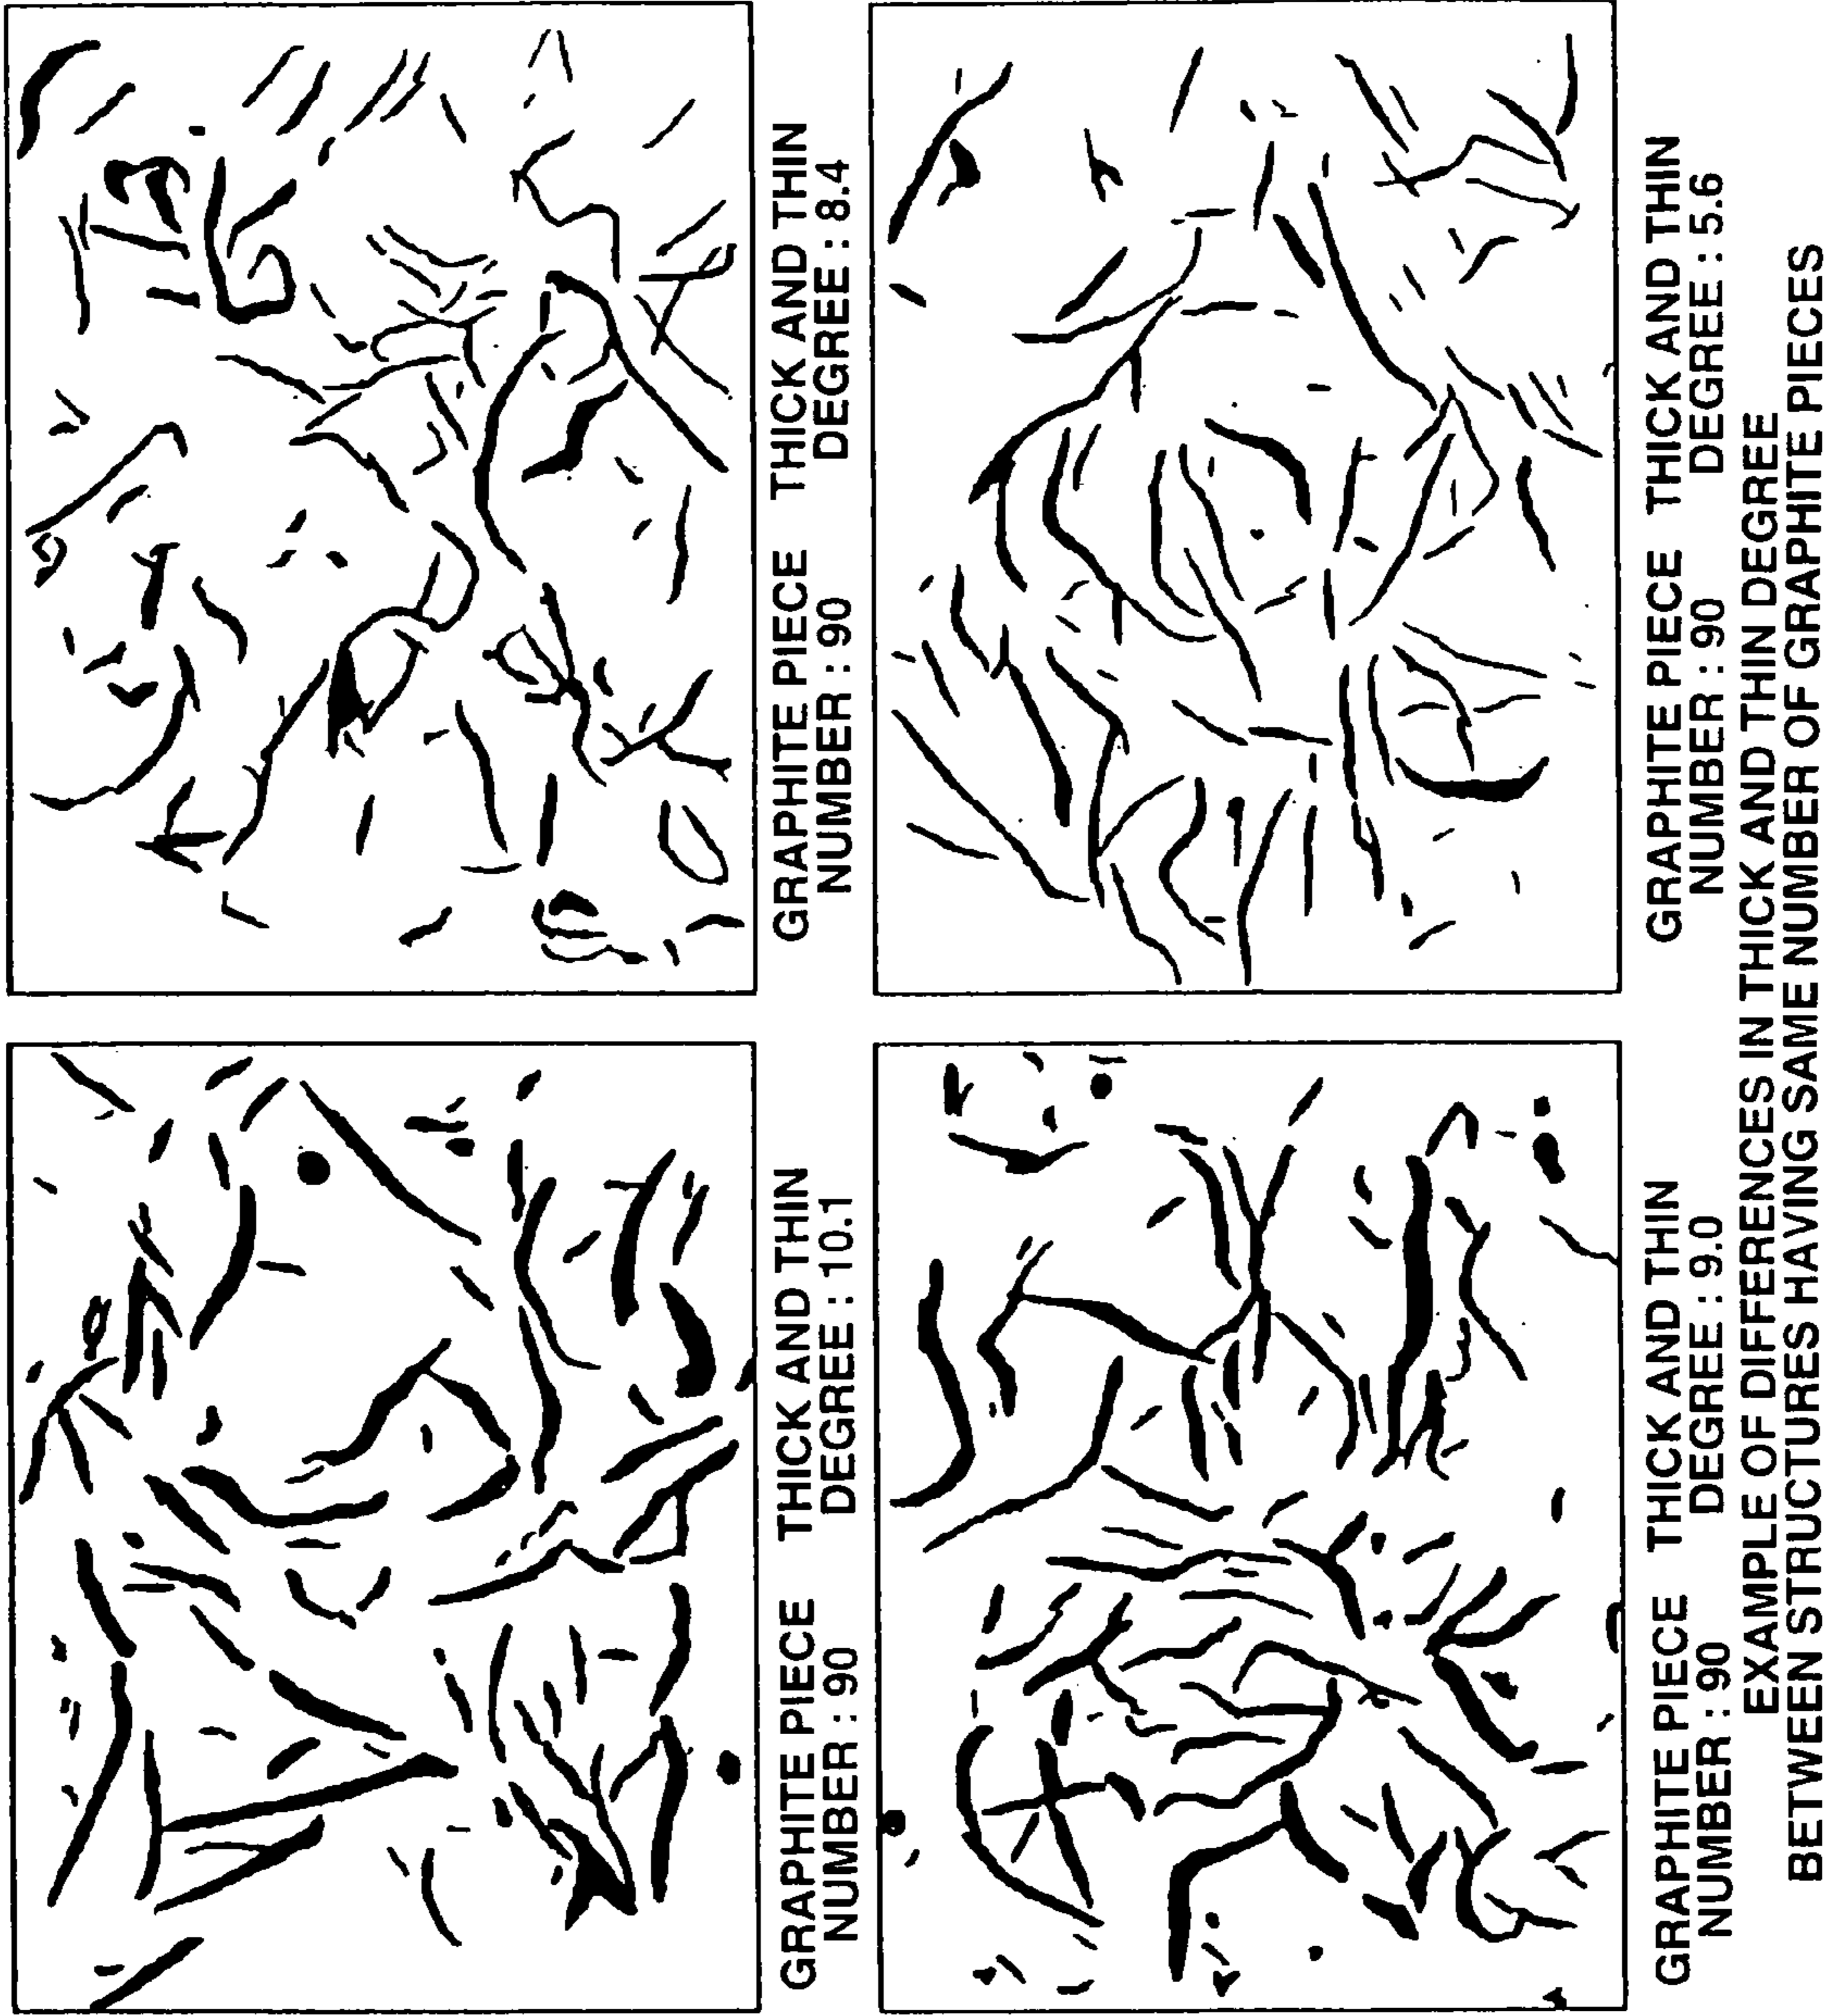 GRAPHITE PIECE THICK AND THIN
NUMBER : 90 DEGREE : 10.1
GRAPHITE PIECE THICK AND THIN
NUMBER : 90 DEGREE : 8.4
GRAPHITE PIECE THICK AND THIN
NUMBER : 90 DEGREE : 9.0
GRAPHITE PIECE THICK AND THIN
NUMBER : 90 DEGREE : 5.6
EXAMPLE OF DIFFERENCES IN THICK AND THIN DEGREE
BETWEEN STRUCTURES HAVING SAME NUMBER OF GRAPHITE PIECES